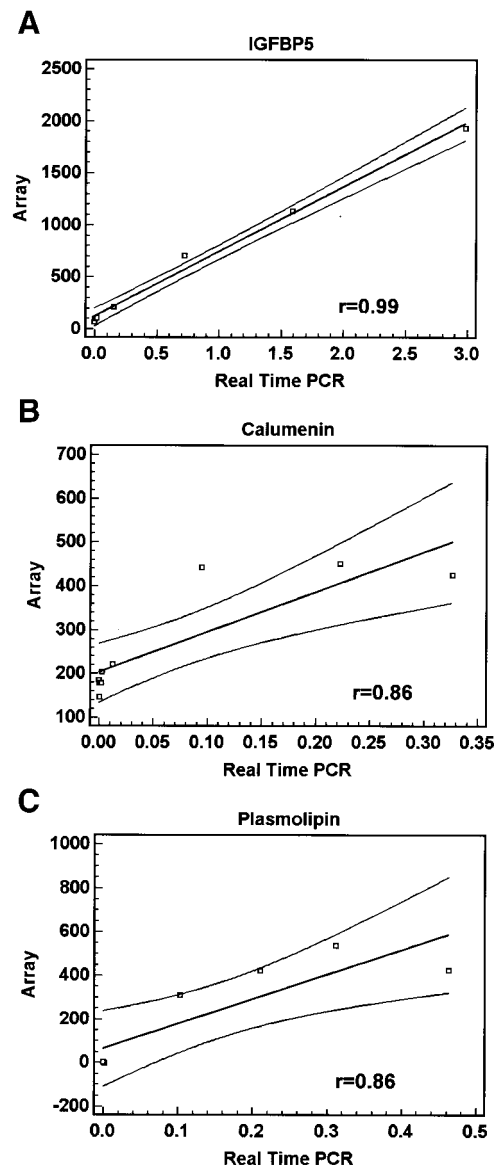 A
IGFBP5
2500
2000
1500
1000
500
0
Array
r=0.99
0.0 0.5 1.0 1.5 2.0 2.5 3.0
Real Time PCR
B
Calumenin
700
600
500
400
300
200
100
Array
r=0.86
0.00 0.05 0.10 0.15 0.20 0.25 0.30 0.35
Real Time PCR
C
Plasmolipin
1000
800
600
400
200
0
-200
Array
r=0.86
0.0 0.1 0.2 0.3 0.4 0.5
Real Time PCR